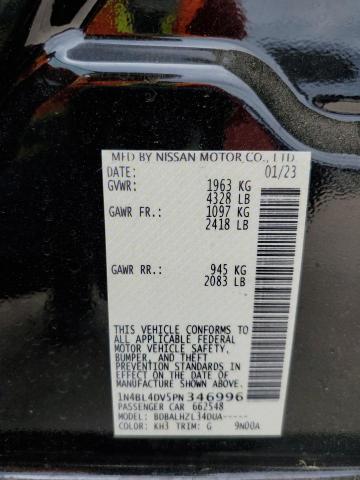 MFD BY NISSAN MOTOR CO., LTD.
DATE: 01/23
GVWR: 1963 KG
4328 LB
GAWR FR.: 1097 KG
2418 LB
GAWR RR.: 945 KG
2083 LB
THIS VEHICLE CONFORMS TO
ALL APPLICABLE FEDERAL
MOTOR VEHICLE SAFETY,
BUMPER, AND THEFT
PREVENTION STANDARDS IN
EFFECT ON THE DATE OF
MANUFACTURE SHOWN ABOVE.
1N4BL4DV5PN346996
PASSENGER CAR 662548
MODEL: BDBALHZL34DUA-----
COLOR: KH3 TRIM: G 9N00A